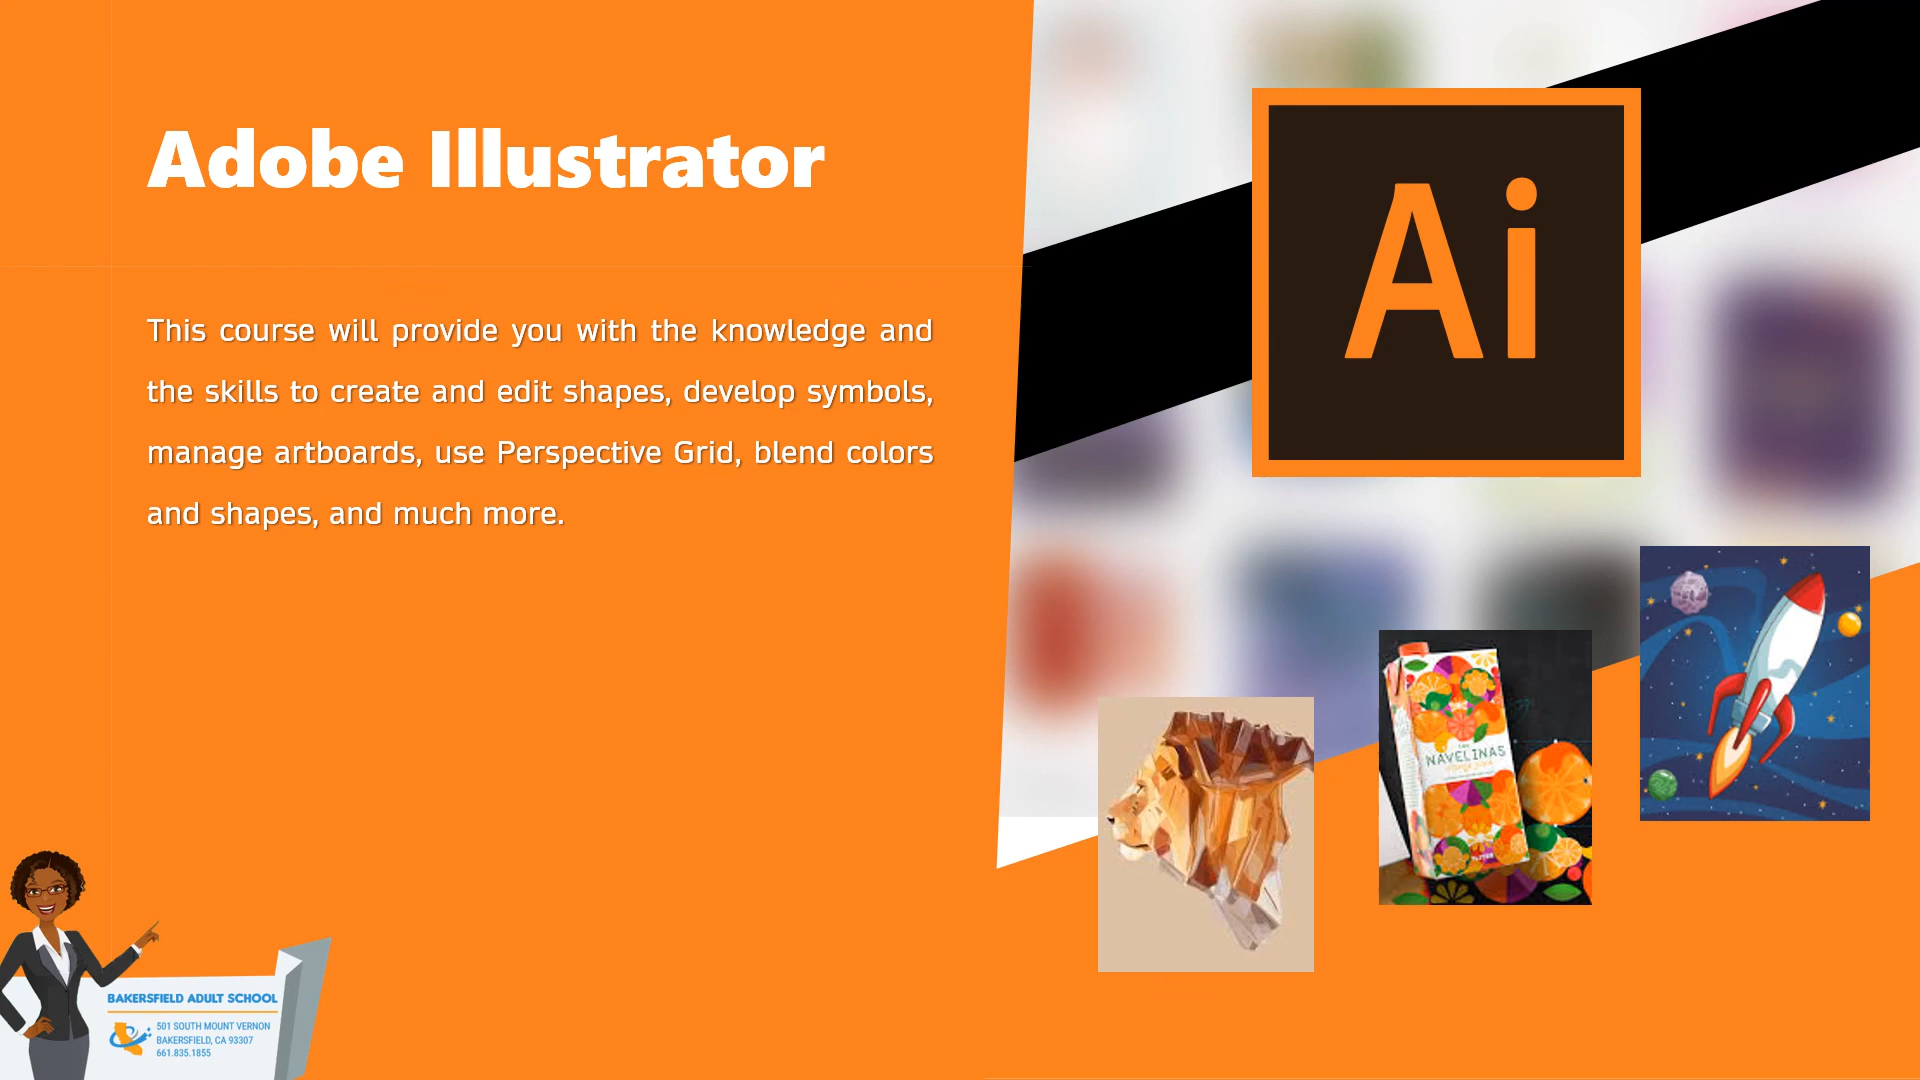 Adobe Illustrator
This course will provide you with the knowledge and
the skills to create and edit shapes, develop symbols,
manage artboards, use Perspective Grid, blend colors
and shapes, and much more.
Ai
NAVELINAS
BAKERSFIELD ADULT SCHOOL
501 SOUTH MOUNT VERNON
BAKERSFIELD, CA 93307
661.835.1855